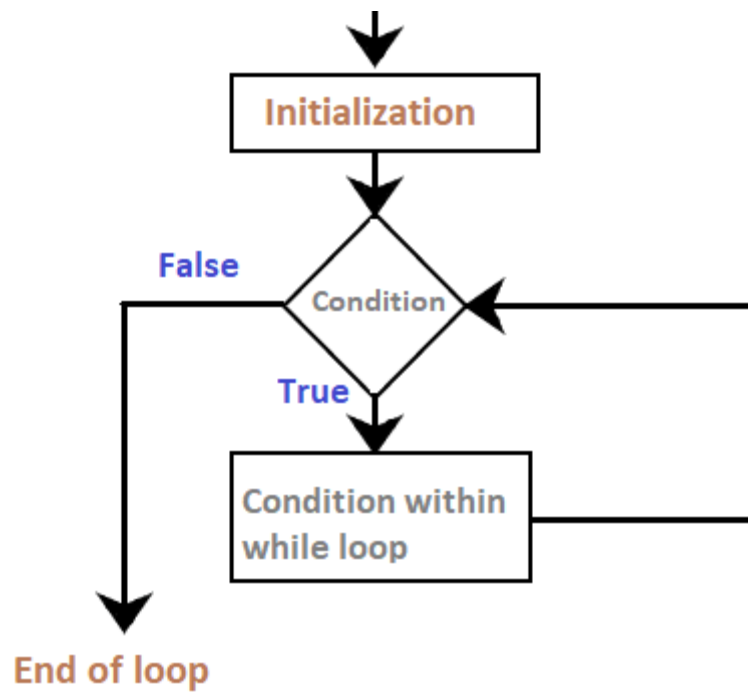 Initialization
False
Condition
True
Condition within
while loop
End of loop